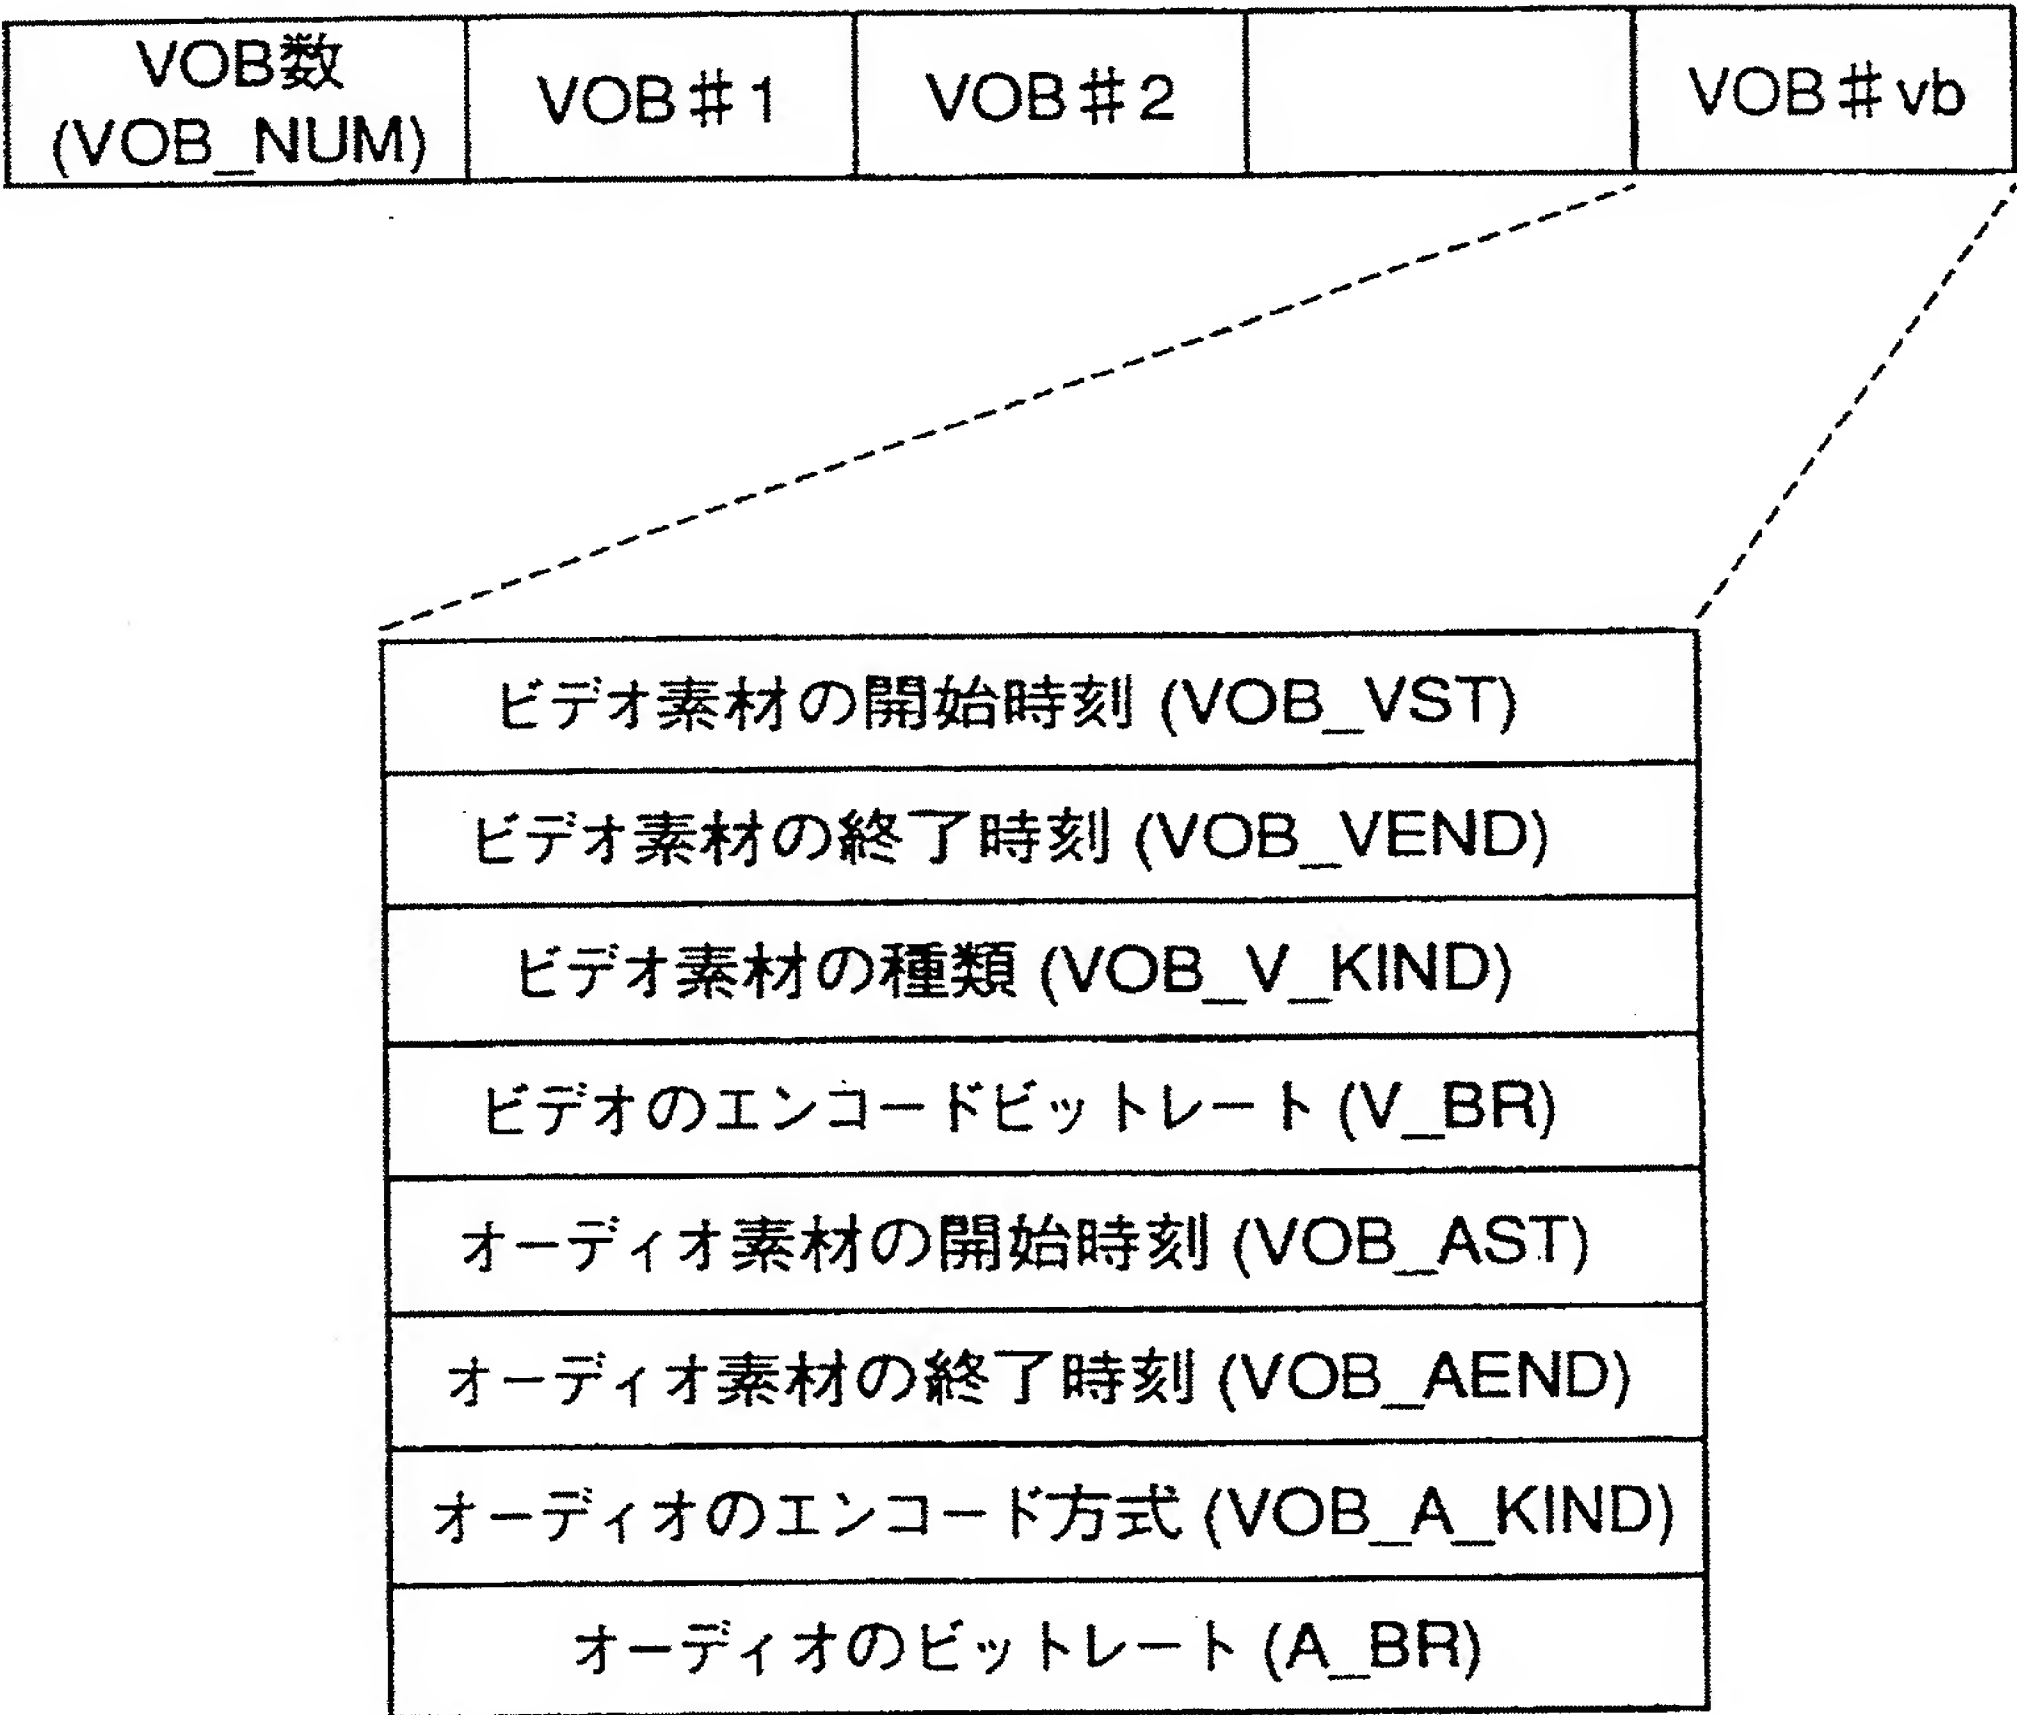 VOB数
(VOB_NUM)
VOB#1
VOB#2
VOB#vb
ビデオ素材の開始時刻 (VOB_VST)
ビデオ素材の終了時刻 (VOB_VEND)
ビデオ素材の種類 (VOB_V_KIND)
ビデオのエンコードビットレート (V_BR)
オーディオ素材の開始時刻 (VOB_AST)
オーディオ素材の終了時刻 (VOB_AEND)
オーディオのエンコード方式 (VOB_A_KIND)
オーディオのビットレート (A_BR)